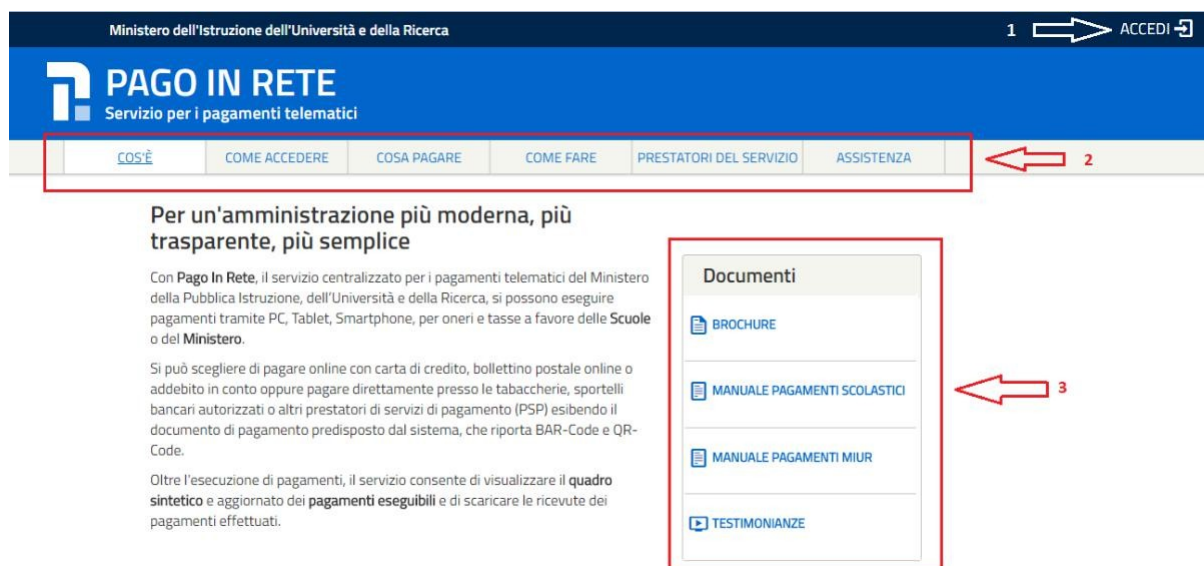 Ministero dell'Istruzione dell'Università e della Ricerca
1
ACCEDI
PAGO IN RETE
Servizio per i pagamenti telematici
COS'È COME ACCEDERE COSA PAGARE COME FARE PRESTATORI DEL SERVIZIO ASSISTENZA
2
Per un'amministrazione più moderna, più
trasparente, più semplice
Con Pago In Rete, il servizio centralizzato per i pagamenti telematici del Ministero
della Pubblica Istruzione, dell'Università e della Ricerca, si possono eseguire
pagamenti tramite PC, Tablet, Smartphone, per oneri e tasse a favore delle Scuole
o del Ministero.
Si può scegliere di pagare online con carta di credito, bollettino postale online o
addebito in conto oppure pagare direttamente presso le tabaccherie, sportelli
bancari autorizzati o altri prestatori di servizi di pagamento (PSP) esibendo il
documento di pagamento predisposto dal sistema, che riporta BAR-Code e QR-
Code.
Oltre l'esecuzione di pagamenti, il servizio consente di visualizzare il quadro
sintetico e aggiornato dei pagamenti eseguibili e di scaricare le ricevute dei
pagamenti effettuati.
Documenti
BROCHURE
MANUALE PAGAMENTI SCOLASTICI
3
MANUALE PAGAMENTI MIUR
TESTIMONIANZE